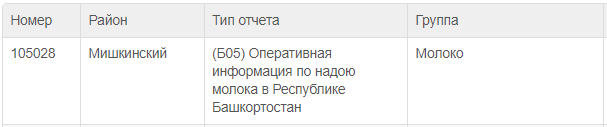 Номер Район Тип отчета Группа
105028 Мишкинский (Б05) Оперативная Молоко
информация по надою
молока в Республике
Башкортостан